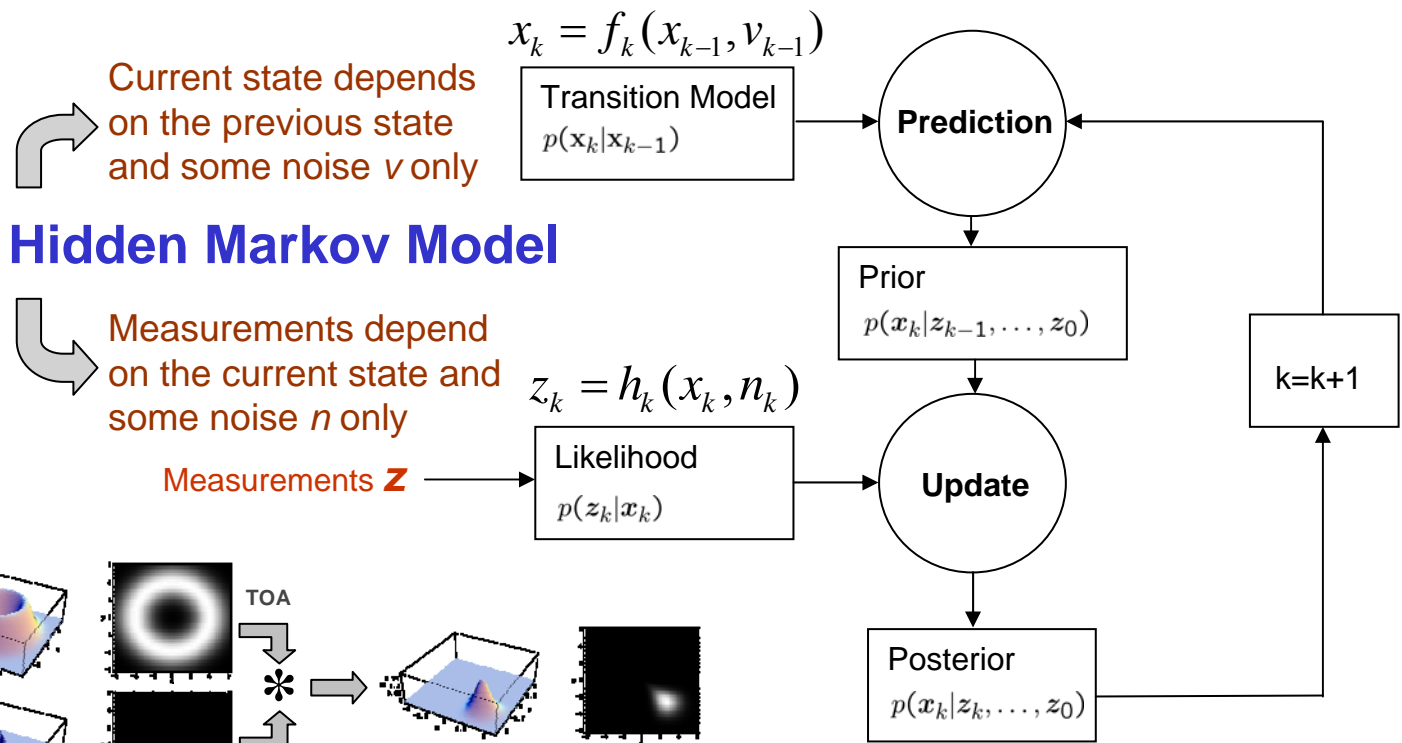 x_k = f_k(x_{k-1}, v_{k-1})
Current state depends
on the previous state
and some noise v only
Transition Model
p(x_k|x_{k-1})
Prediction
Hidden Markov Model
Prior
p(x_k|z_{k-1}, . . . , z_0)
Measurements depend
on the current state and
some noise n only
z_k = h_k(x_k, n_k)
k=k+1
Measurements z
Likelihood
p(z_k|x_k)
Update
TOA
*
Posterior
p(x_k|z_k, . . . , z_0)